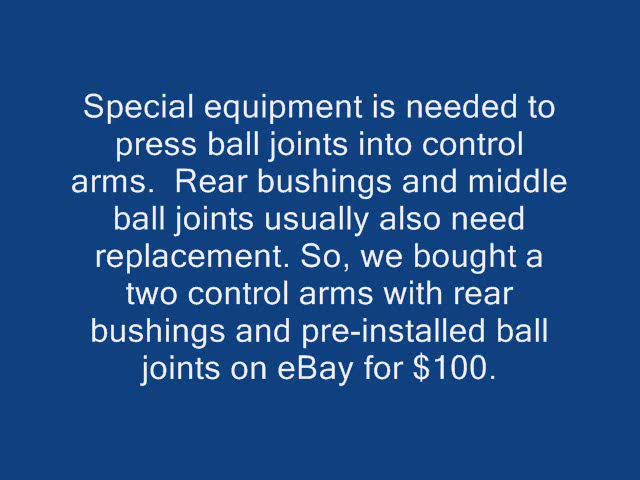 Special equipment is needed to
press ball joints into control
arms.  Rear bushings and middle
ball joints usually also need
replacement. So, we bought a
two control arms with rear
bushings and pre-installed ball
joints on eBay for $100.